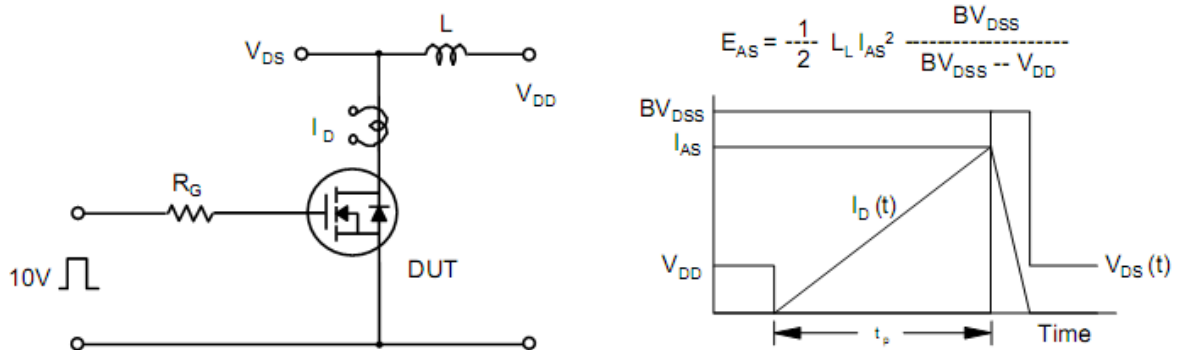 L
V_DS
V_DD
I_D
R_G
10V
DUT
E_AS = 1/2 L_L I_AS² BV_DSS / BV_DSS -- V_DD
BV_DSS
I_AS
I_D (t)
V_DD
V_DS (t)
t_p
Time